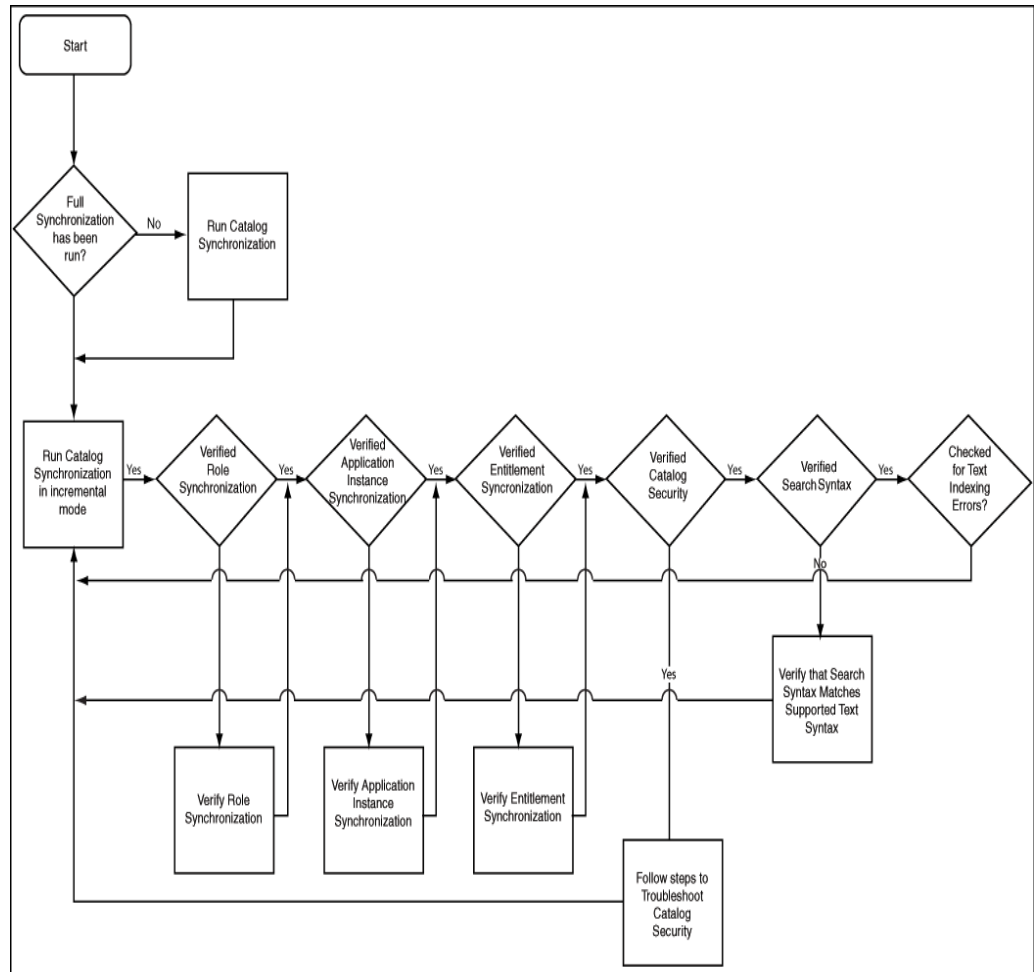 Start
Full
Synchronization
has been
run?
No
Run Catalog
Synchronization
Run Catalog
Synchronization
in incremental
mode
Yes
Verified
Role
Synchronization
Yes
Verified
Application
Instance
Synchronization
Yes
Verified
Entitlement
Syncronization
Yes
Verified
Catalog
Security
Yes
Verified
Search Syntax
Yes
Checked
for Text
Indexing
Errors?
No
Yes
Verify that Search
Syntax Matches
Supported Text
Syntax
Verify Role
Synchronization
Verify Application
Instance
Synchronization
Verify Entitlement
Synchronization
Follow steps to
Troubleshoot
Catalog
Security